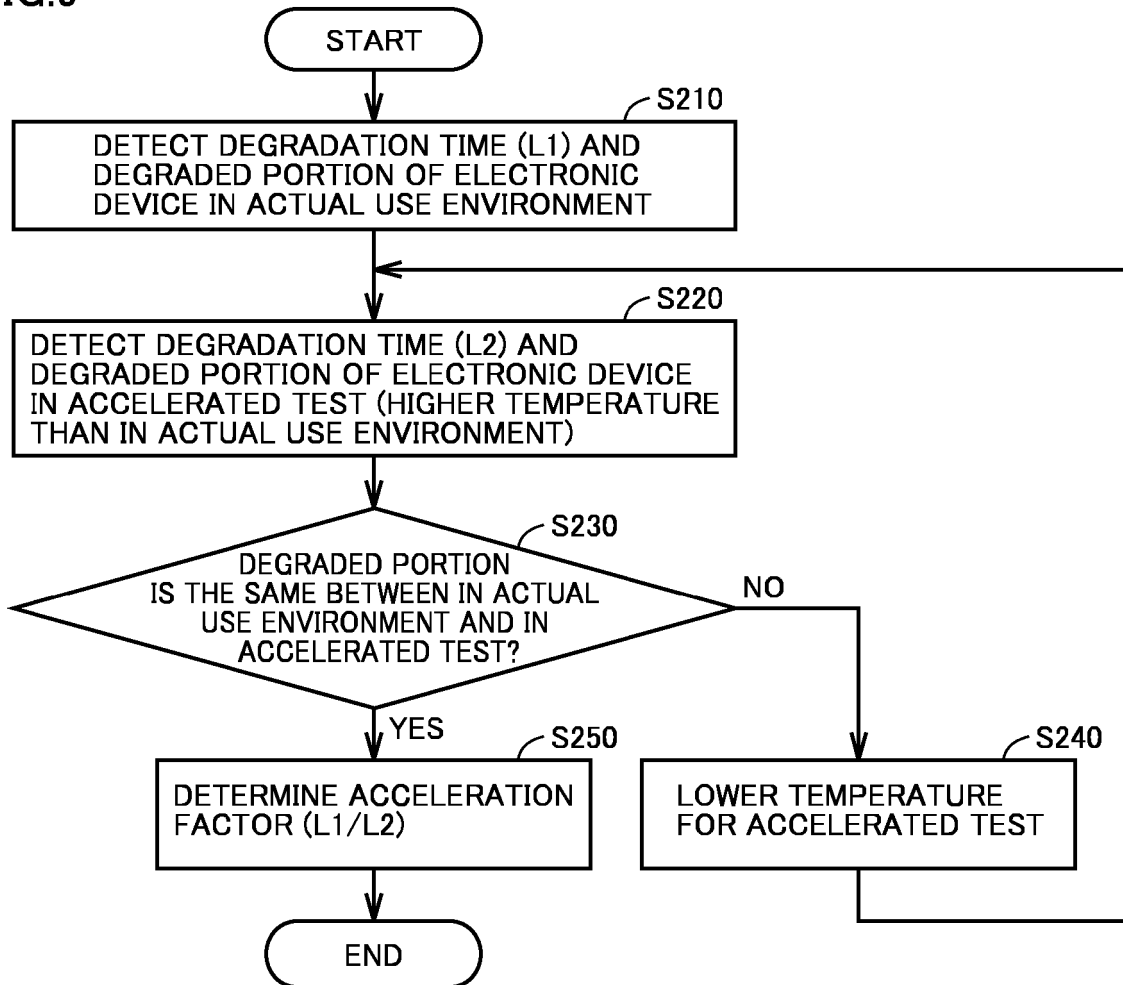 START
S210
DETECT DEGRADATION TIME (L1) AND
DEGRADED PORTION OF ELECTRONIC
DEVICE IN ACTUAL USE ENVIRONMENT
S220
DETECT DEGRADATION TIME (L2) AND
DEGRADED PORTION OF ELECTRONIC DEVICE
IN ACCELERATED TEST (HIGHER TEMPERATURE
THAN IN ACTUAL USE ENVIRONMENT)
S230
DEGRADED PORTION
IS THE SAME BETWEEN IN ACTUAL
USE ENVIRONMENT AND IN
ACCELERATED TEST?
NO
YES
S250
DETERMINE ACCELERATION
FACTOR (L1/L2)
S240
LOWER TEMPERATURE
FOR ACCELERATED TEST
END